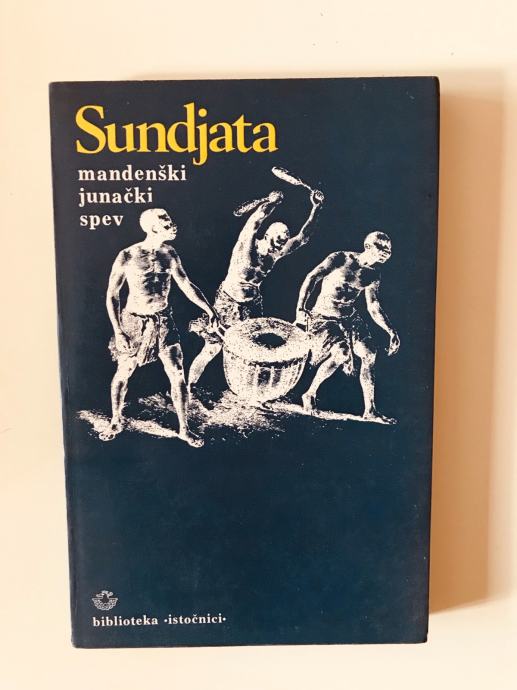 Sundjata
mandenški
junački
spev
biblioteka •istočnici•